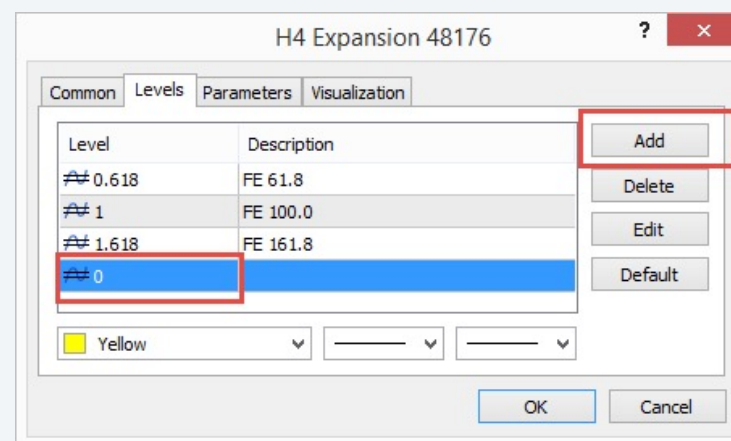 H4 Expansion 48176 ? ×
Common Levels Parameters Visualization
Level Description Add
0.618 FE 61.8 Delete
1 FE 100.0 Edit
1.618 FE 161.8 Default
0
Yellow
OK Cancel